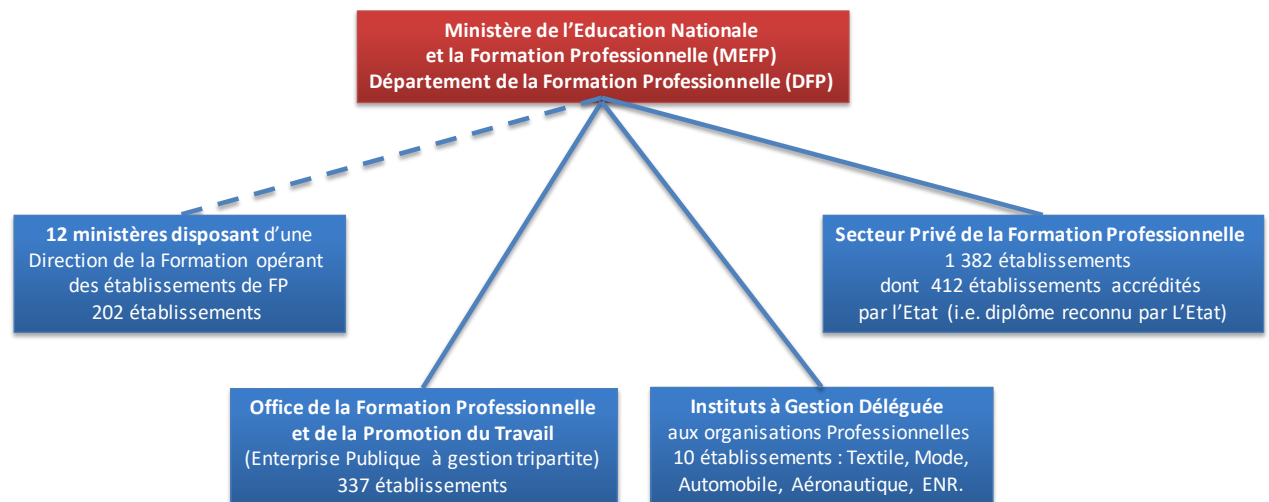 Ministère de l'Education Nationale
et la Formation Professionnelle (MEFP)
Département de la Formation Professionnelle (DFP)
12 ministères disposant d'une
Direction de la Formation opérant
des établissements de FP
202 établissements
Secteur Privé de la Formation Professionnelle
1 382 établissements
dont 412 établissements accrédités
par l'Etat (i.e. diplôme reconnu par L'Etat)
Office de la Formation Professionnelle
et de la Promotion du Travail
(Enterprise Publique à gestion tripartite)
337 établissements
Instituts à Gestion Déléguée
aux organisations Professionnelles
10 établissements : Textile, Mode,
Automobile, Aéronautique, ENR.